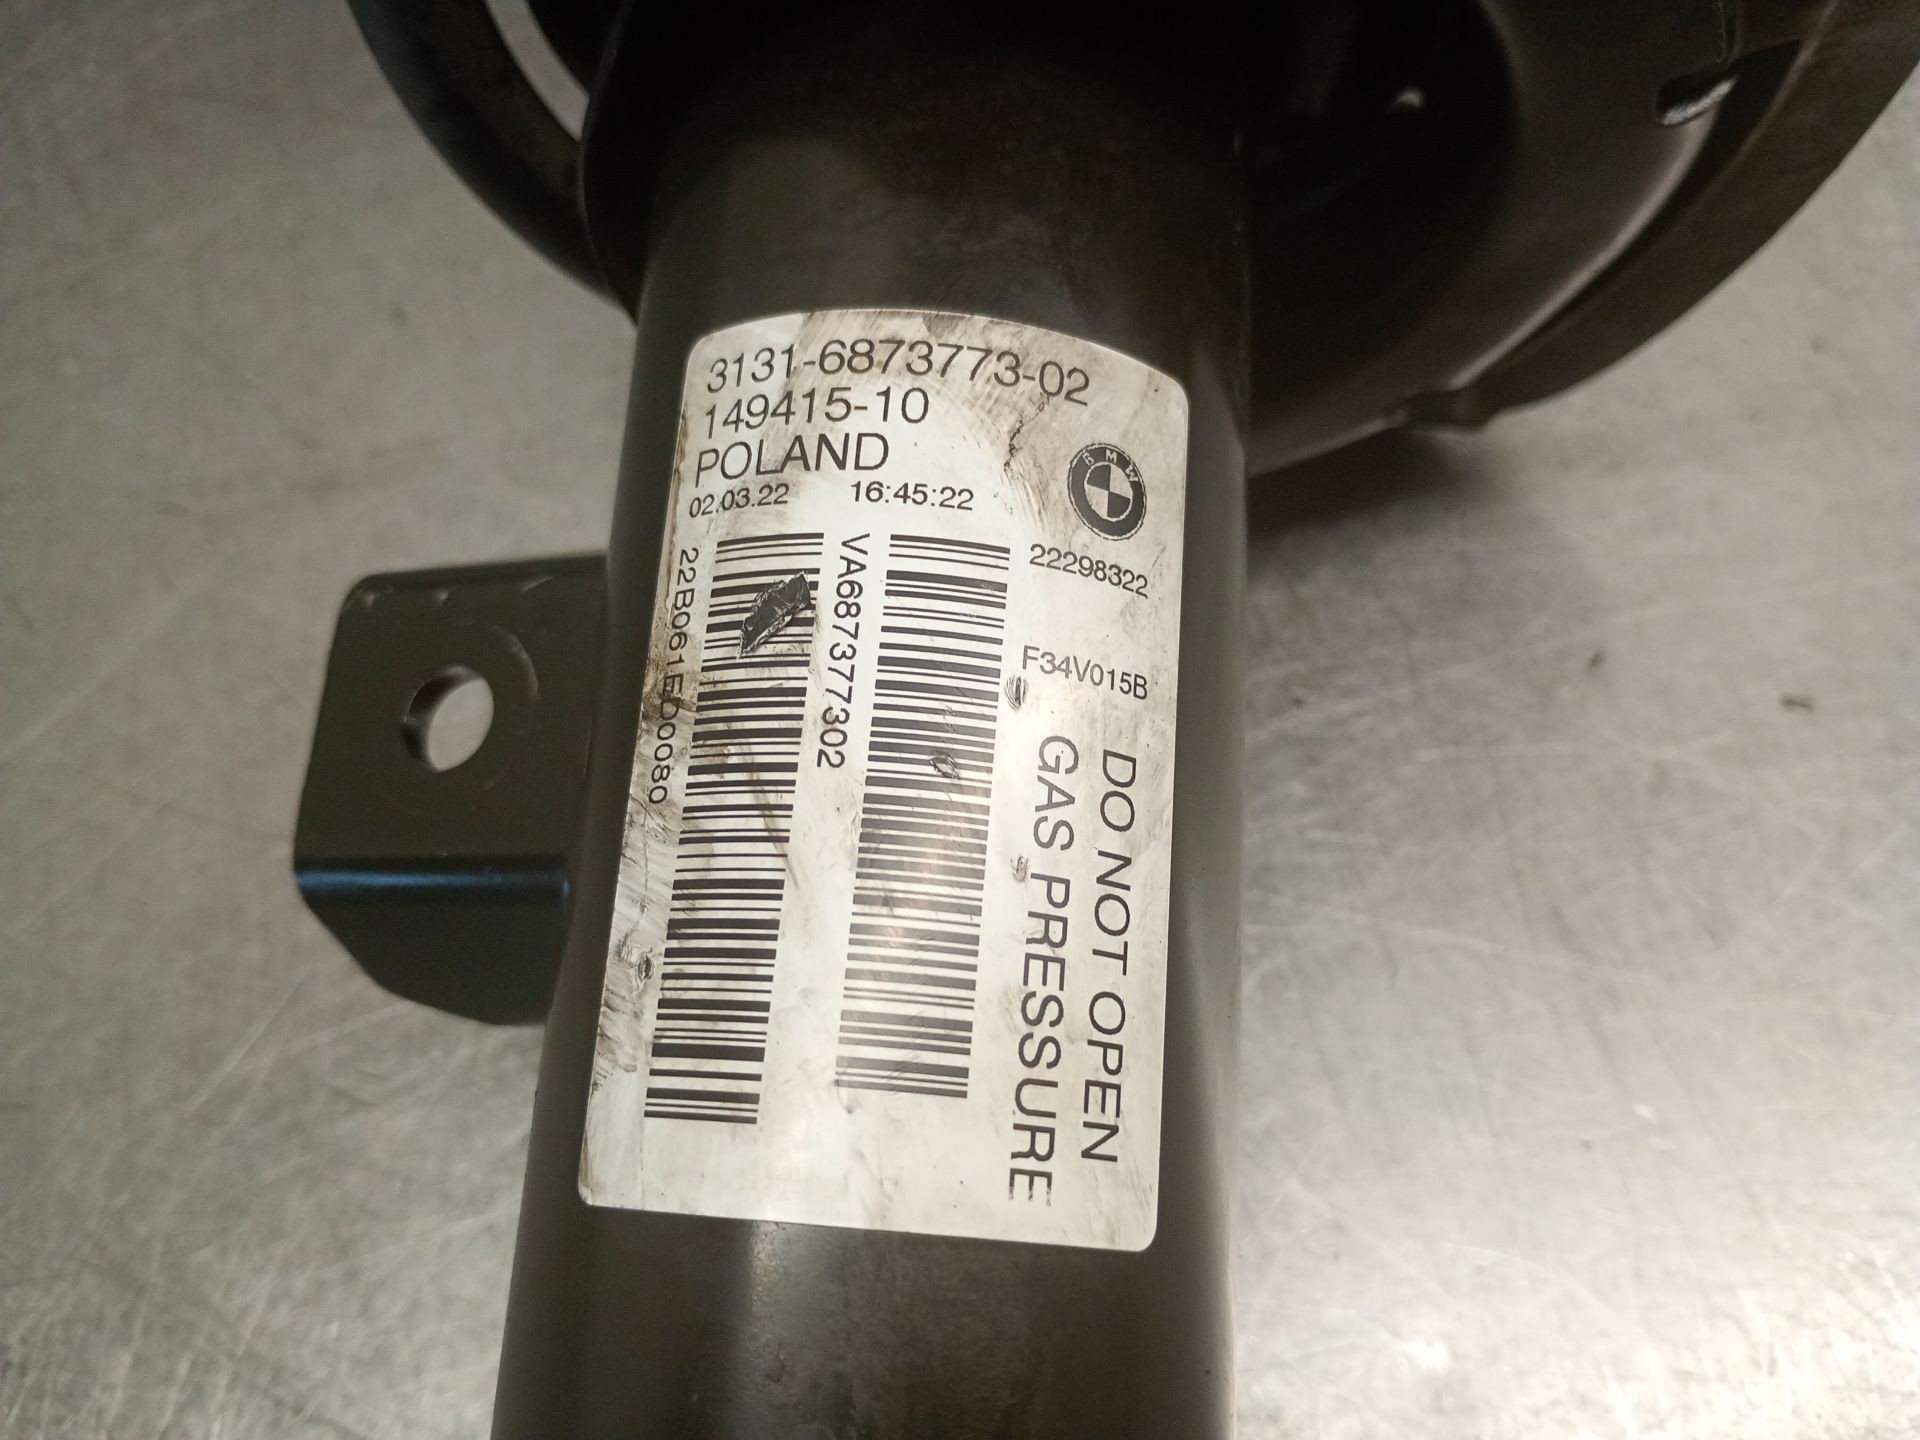 3131-6873773-02
149415-10
POLAND
02.03.22 16:45:22
BMW
22298322
F34V015B
22B061ED0080
VA687377302
DO NOT OPEN
GAS PRESSURE